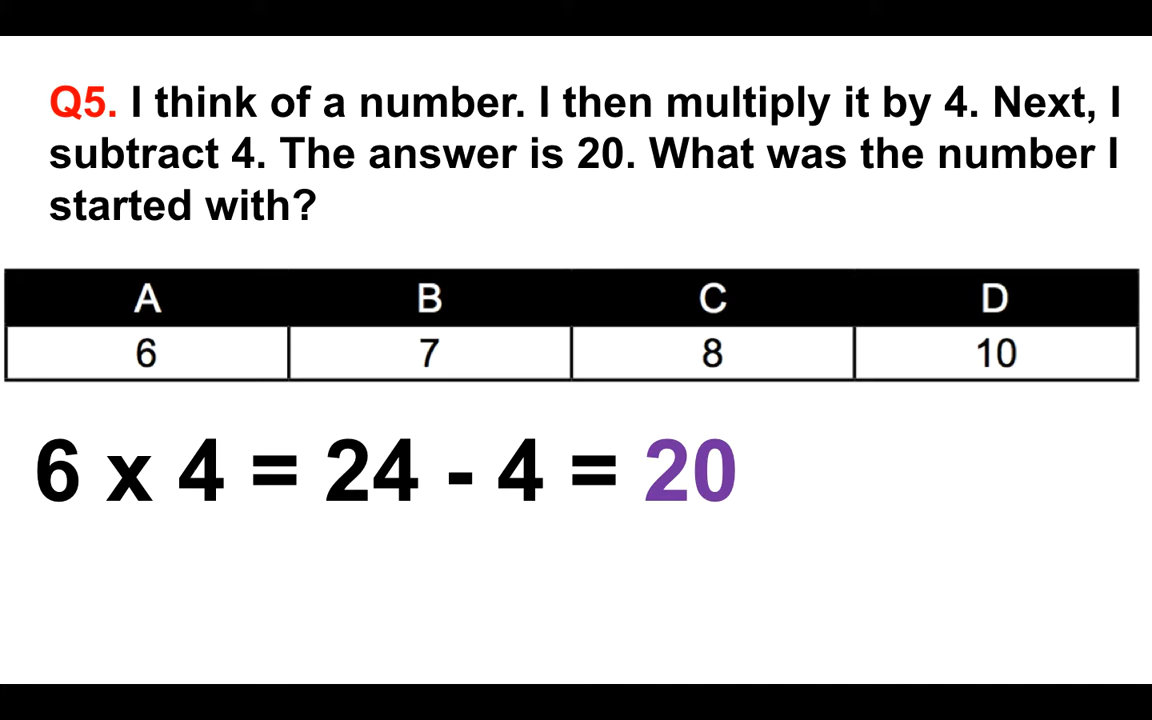 Q5. I think of a number. I then multiply it by 4. Next, I
subtract 4. The answer is 20. What was the number I
started with?
A B C D
6 7 8 10
6 x 4 = 24 - 4 = 20